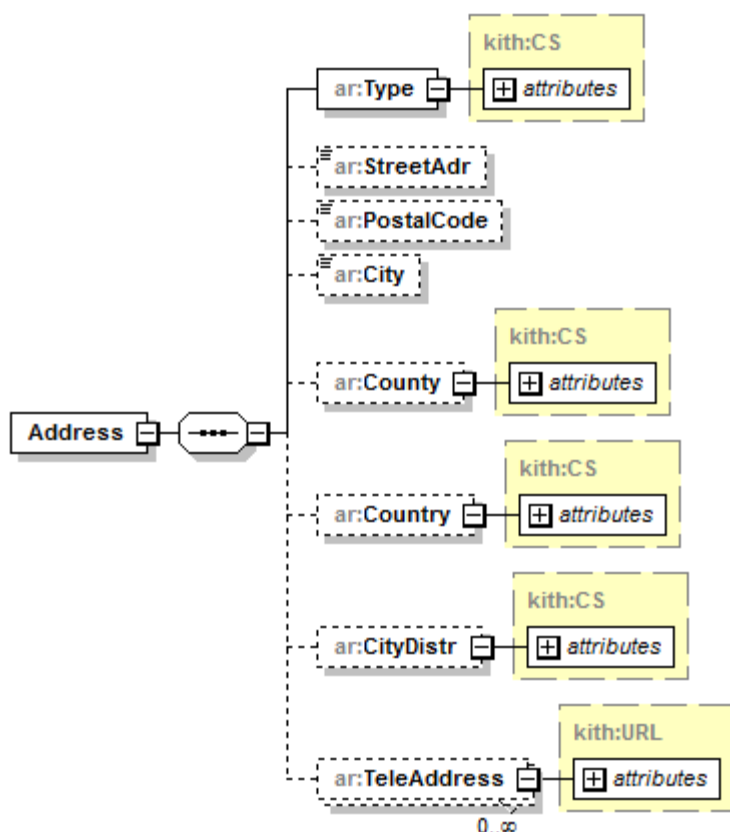 kith:CS
ar:Type
attributes
ar:StreetAdr
ar:PostalCode
ar:City
kith:CS
ar:County
attributes
Address
kith:CS
ar:Country
attributes
kith:CS
ar:CityDistr
attributes
kith:URL
ar:TeleAddress
attributes
0..∞